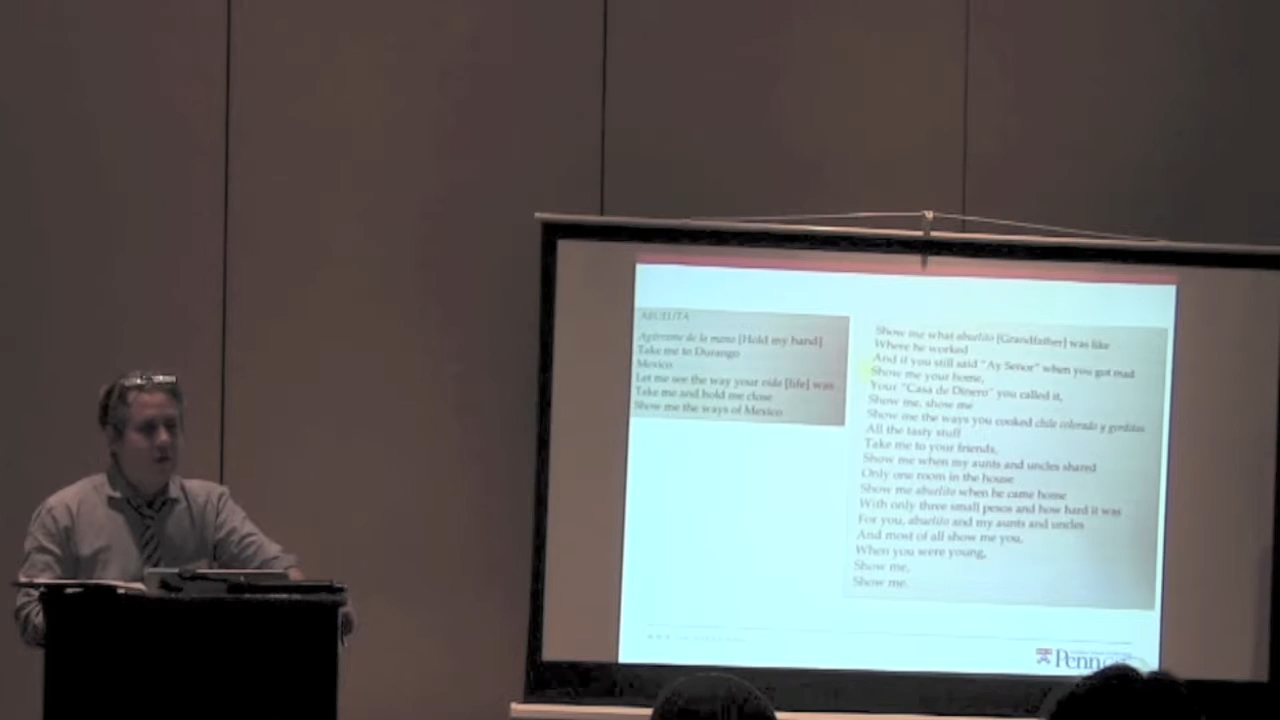 ABUELITA
Agárrame de la mano [Hold my hand]
Take me to Durango
Mexico
Let me see the way your vida [life] was
Take me and hold me close
Show me the ways of Mexico
Show me what abuelito [Grandfather] was like
Where he worked
And if you still said "Ay Senor" when you got mad
Show me your home,
Your "Casa de Dinero" you called it,
Show me, show me
Show me the ways you cooked chile colorado y gorditas
All the tasty stuff
Take me to your friends,
Show me when my aunts and uncles shared
Only one room in the house
Show me abuelito when he came home
With only three small pesos and how hard it was
For you, abuelito and my aunts and uncles
And most of all show me you,
When you were young,
Show me,
Show me.
Penn